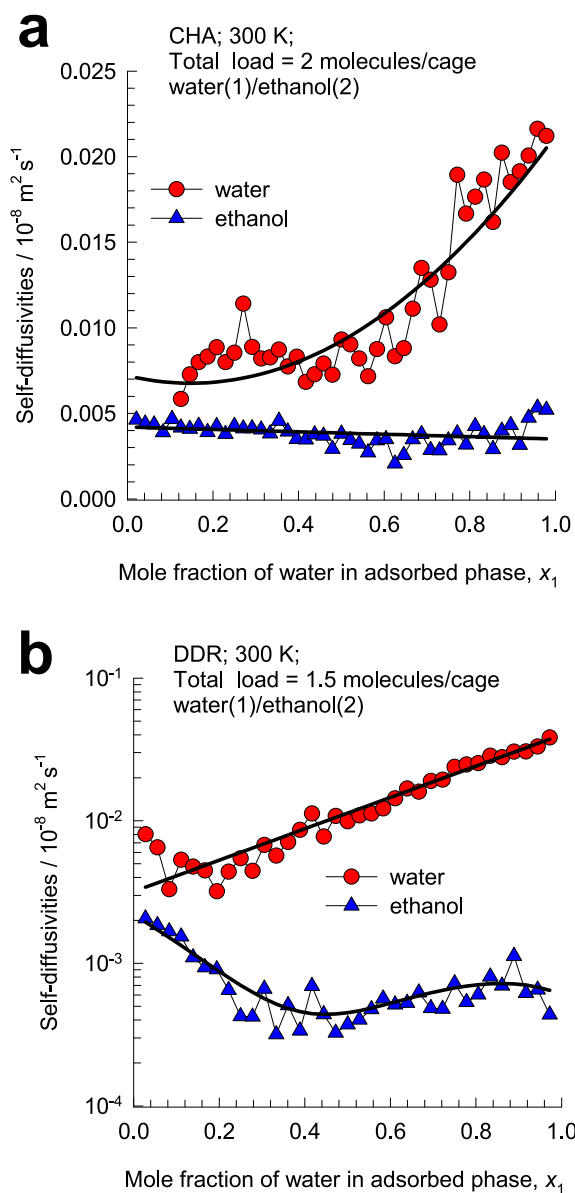 a
CHA; 300 K;
Total load = 2 molecules/cage
water(1)/ethanol(2)
0.025
0.020
0.015
0.010
0.005
0.000
Self-diffusivities / 10⁻⁸ m² s⁻¹
water
ethanol
0.0 0.2 0.4 0.6 0.8 1.0
Mole fraction of water in adsorbed phase, x₁
b
DDR; 300 K;
Total load = 1.5 molecules/cage
water(1)/ethanol(2)
10⁻¹
10⁻²
10⁻³
10⁻⁴
Self-diffusivities / 10⁻⁸ m² s⁻¹
water
ethanol
0.0 0.2 0.4 0.6 0.8 1.0
Mole fraction of water in adsorbed phase, x₁